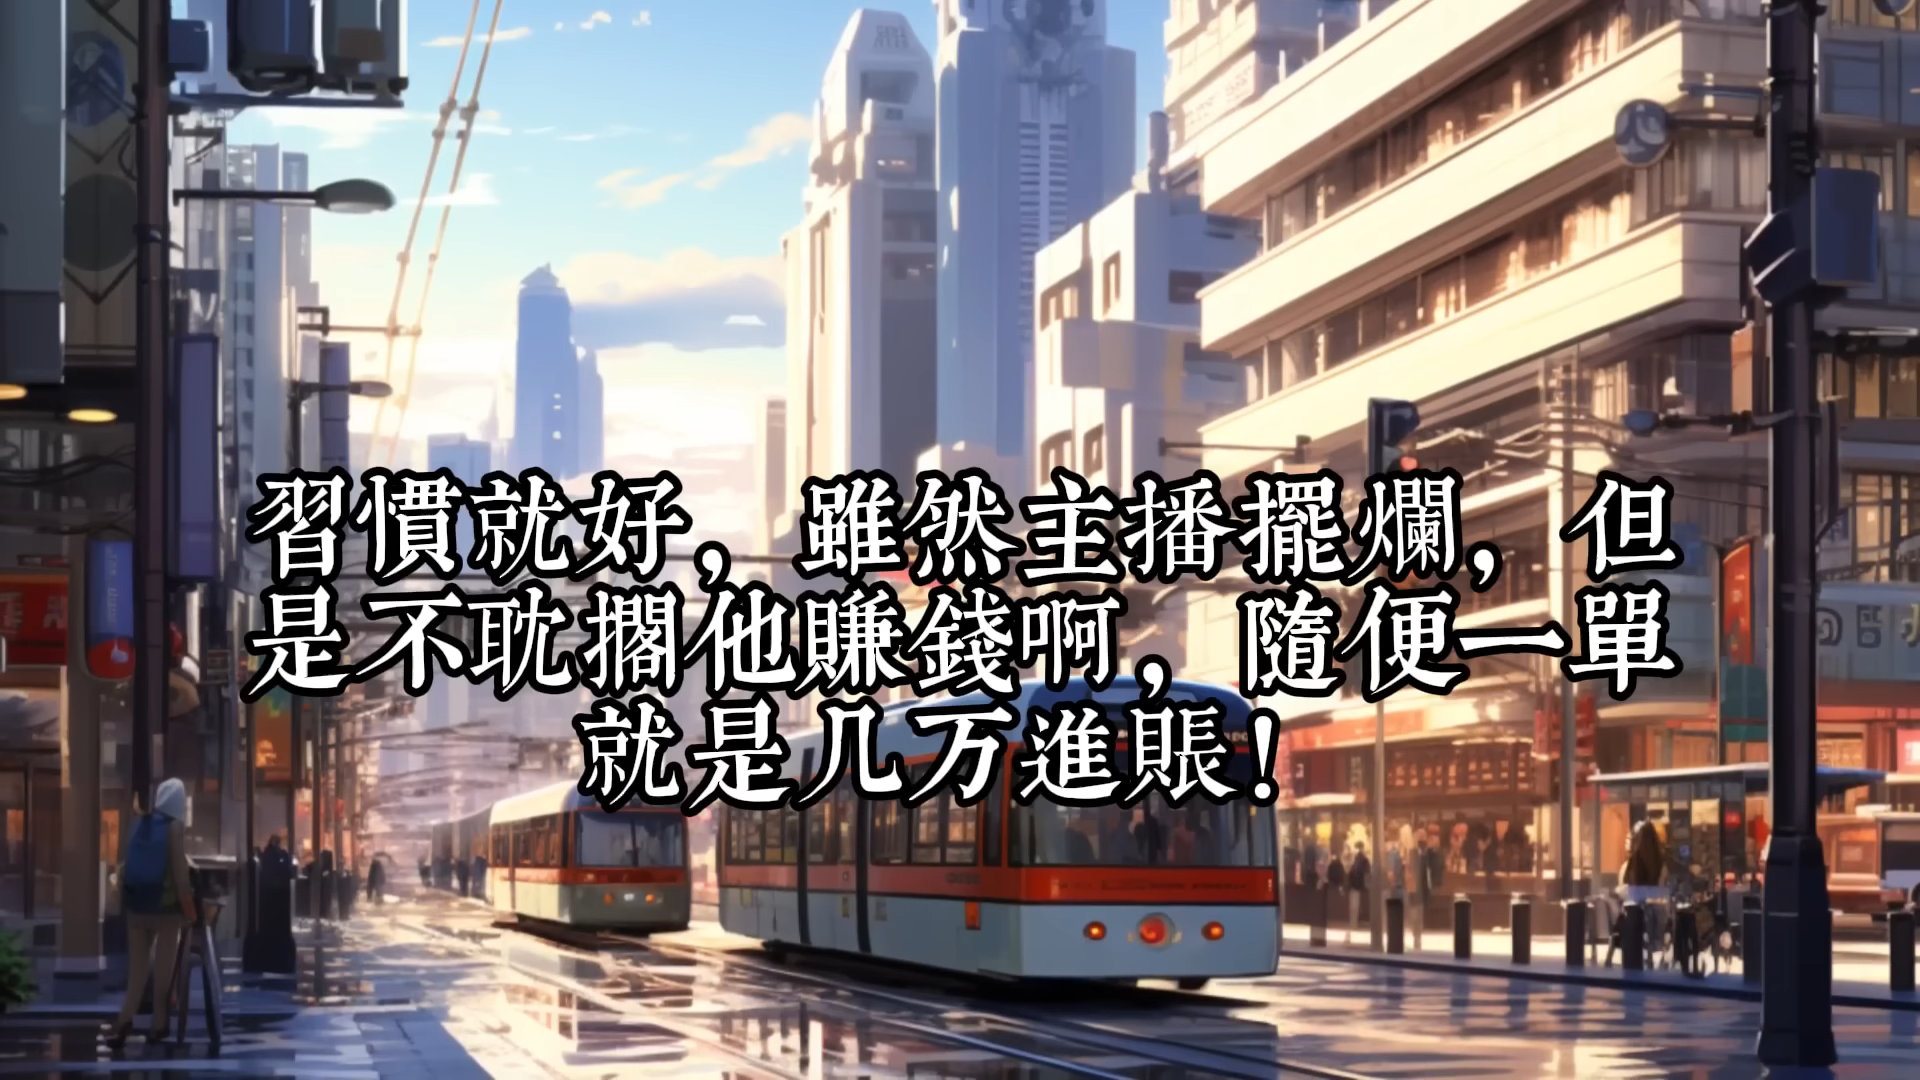 習慣就好，雖然主播擺爛，但
是不耽擱他賺錢啊，隨便一單
就是几万進賬！